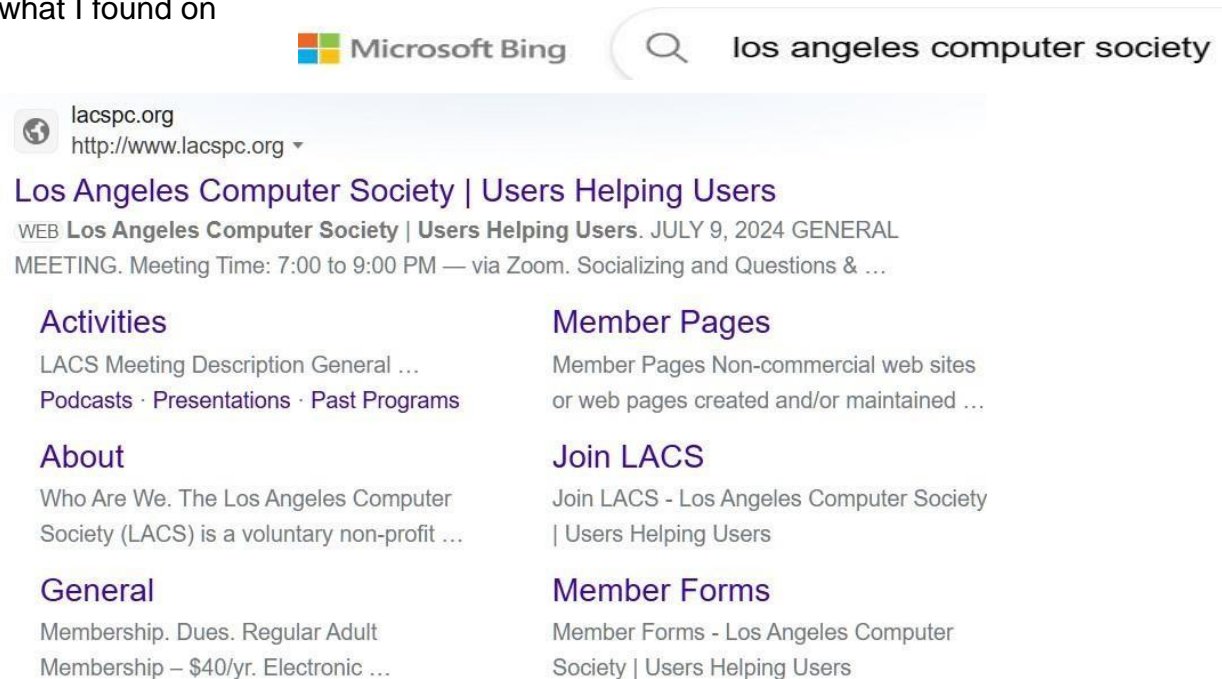 what I found on
Microsoft Bing los angeles computer society
lacspc.org
http://www.lacspc.org
Los Angeles Computer Society | Users Helping Users
WEB Los Angeles Computer Society | Users Helping Users. JULY 9, 2024 GENERAL
MEETING. Meeting Time: 7:00 to 9:00 PM — via Zoom. Socializing and Questions & …
Activities
LACS Meeting Description General …
Podcasts · Presentations · Past Programs
Member Pages
Member Pages Non-commercial web sites
or web pages created and/or maintained …
About
Who Are We. The Los Angeles Computer
Society (LACS) is a voluntary non-profit …
Join LACS
Join LACS - Los Angeles Computer Society
| Users Helping Users
General
Membership. Dues. Regular Adult
Membership – $40/yr. Electronic …
Member Forms
Member Forms - Los Angeles Computer
Society | Users Helping Users